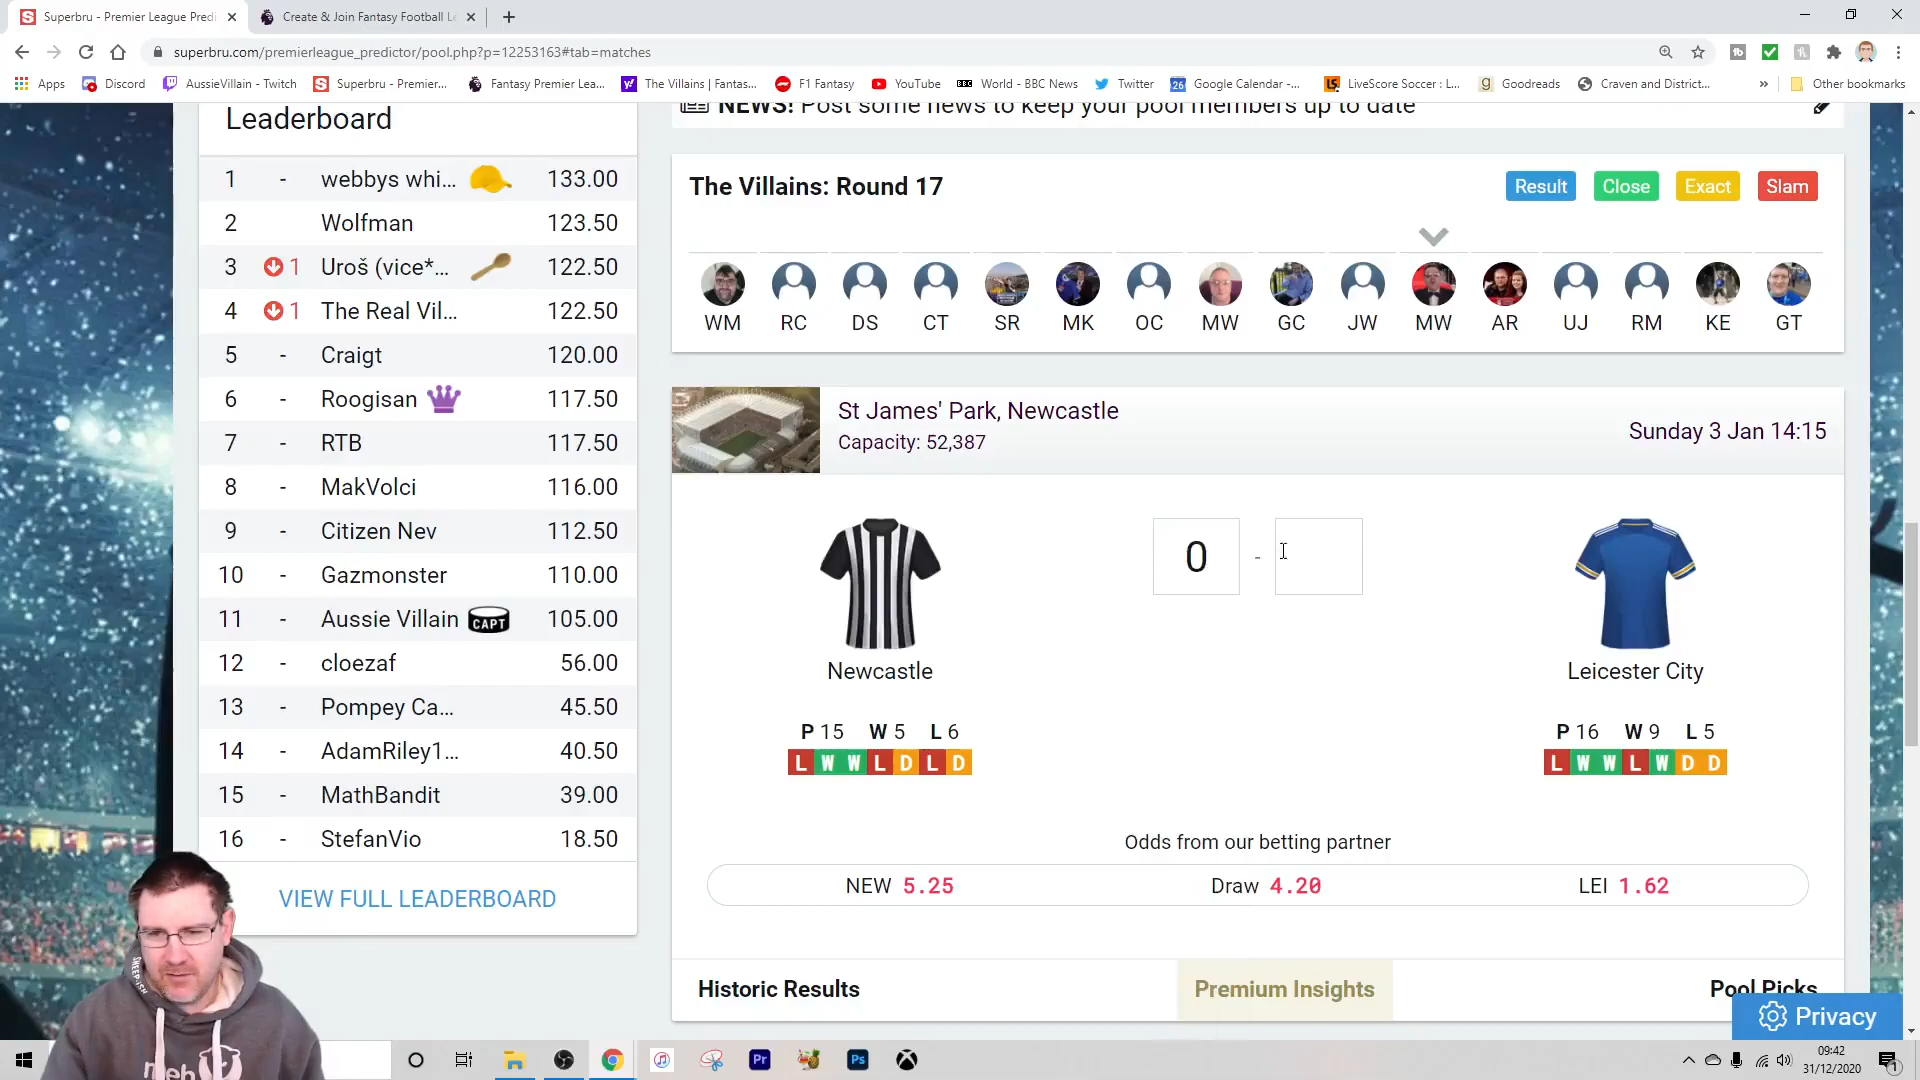 Superbru - Premier League Predi
Create & Join Fantasy Football Le
superbru.com/premierleague_predictor/pool.php?p=12253163#tab=matches
Apps
Discord
AussieVillain - Twitch
Superbru - Premier...
Fantasy Premier Lea...
The Villains | Fantas...
F1 Fantasy
YouTube
BBC
World - BBC News
Twitter
26
Google Calendar -...
LS
LiveScore Soccer : L...
g
Goodreads
Craven and District...
»
Other bookmarks
Leaderboard
1 - webbys whi... 133.00
2 Wolfman 123.50
3 1 Uroš (vice*... 122.50
4 1 The Real Vil... 122.50
5 - Craigt 120.00
6 - Roogisan 117.50
7 - RTB 117.50
8 - MakVolci 116.00
9 - Citizen Nev 112.50
10 - Gazmonster 110.00
11 - Aussie Villain CAPT 105.00
12 - cloezaf 56.00
13 - Pompey Ca... 45.50
14 - AdamRiley1... 40.50
15 - MathBandit 39.00
16 - StefanVio 18.50
VIEW FULL LEADERBOARD
NEWS! Post some news to keep your pool members up to date
The Villains: Round 17
Result Close Exact Slam
WM RC DS CT SR MK OC MW GC JW MW AR UJ RM KE GT
St James' Park, Newcastle
Capacity: 52,387
Sunday 3 Jan 14:15
0 -
Newcastle
Leicester City
P 15 W 5 L 6
L W W L D L D
P 16 W 9 L 5
L W W L W D D
Odds from our betting partner
NEW 5.25 Draw 4.20 LEI 1.62
Historic Results
Premium Insights
Pool Picks
Privacy
SHEEPISH
meh
Pr
Ps
09:42
31/12/2020
1